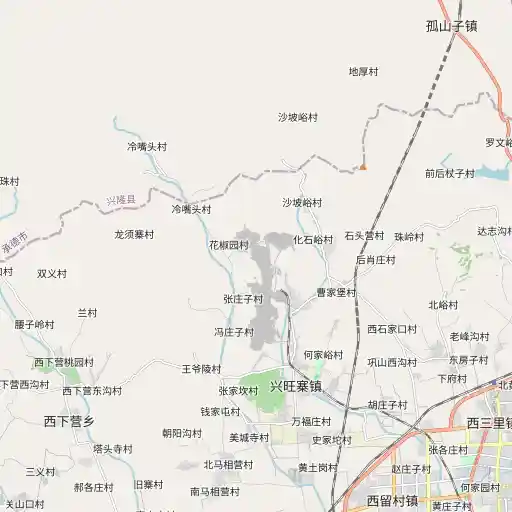 孤山子镇
地厚村
沙坡峪村
罗文峪
冷嘴头村
前后杖子村
珠村
兴隆县
沙坡峪村
冷嘴头村
达志沟村
龙须寨村
石头营村
珠岭村
承德市
花椒园村
化石峪村
后肖庄村
双义村
曹家堡村
张庄子村
北峪村
兰村
腰子岭村
冯庄子村
西石家口村
老峰沟村
何家峪村
西下营桃园村
王爷陵村
巩山西沟村
东房子村
下府村
兴旺寨镇
西下营西沟村
西下营东沟村
张家坎村
胡庄子村
钱家屯村
西下营乡
万福庄村
西三里镇
朝阳沟村
美城寺村
史家坨村
塔头寺村
张各庄村
北马相营村
黄土岗村
赵庄子村
三义村
郝各庄村
旧寨村
南马相营村
何家园村
关山口村
西留村镇
黄庄子村